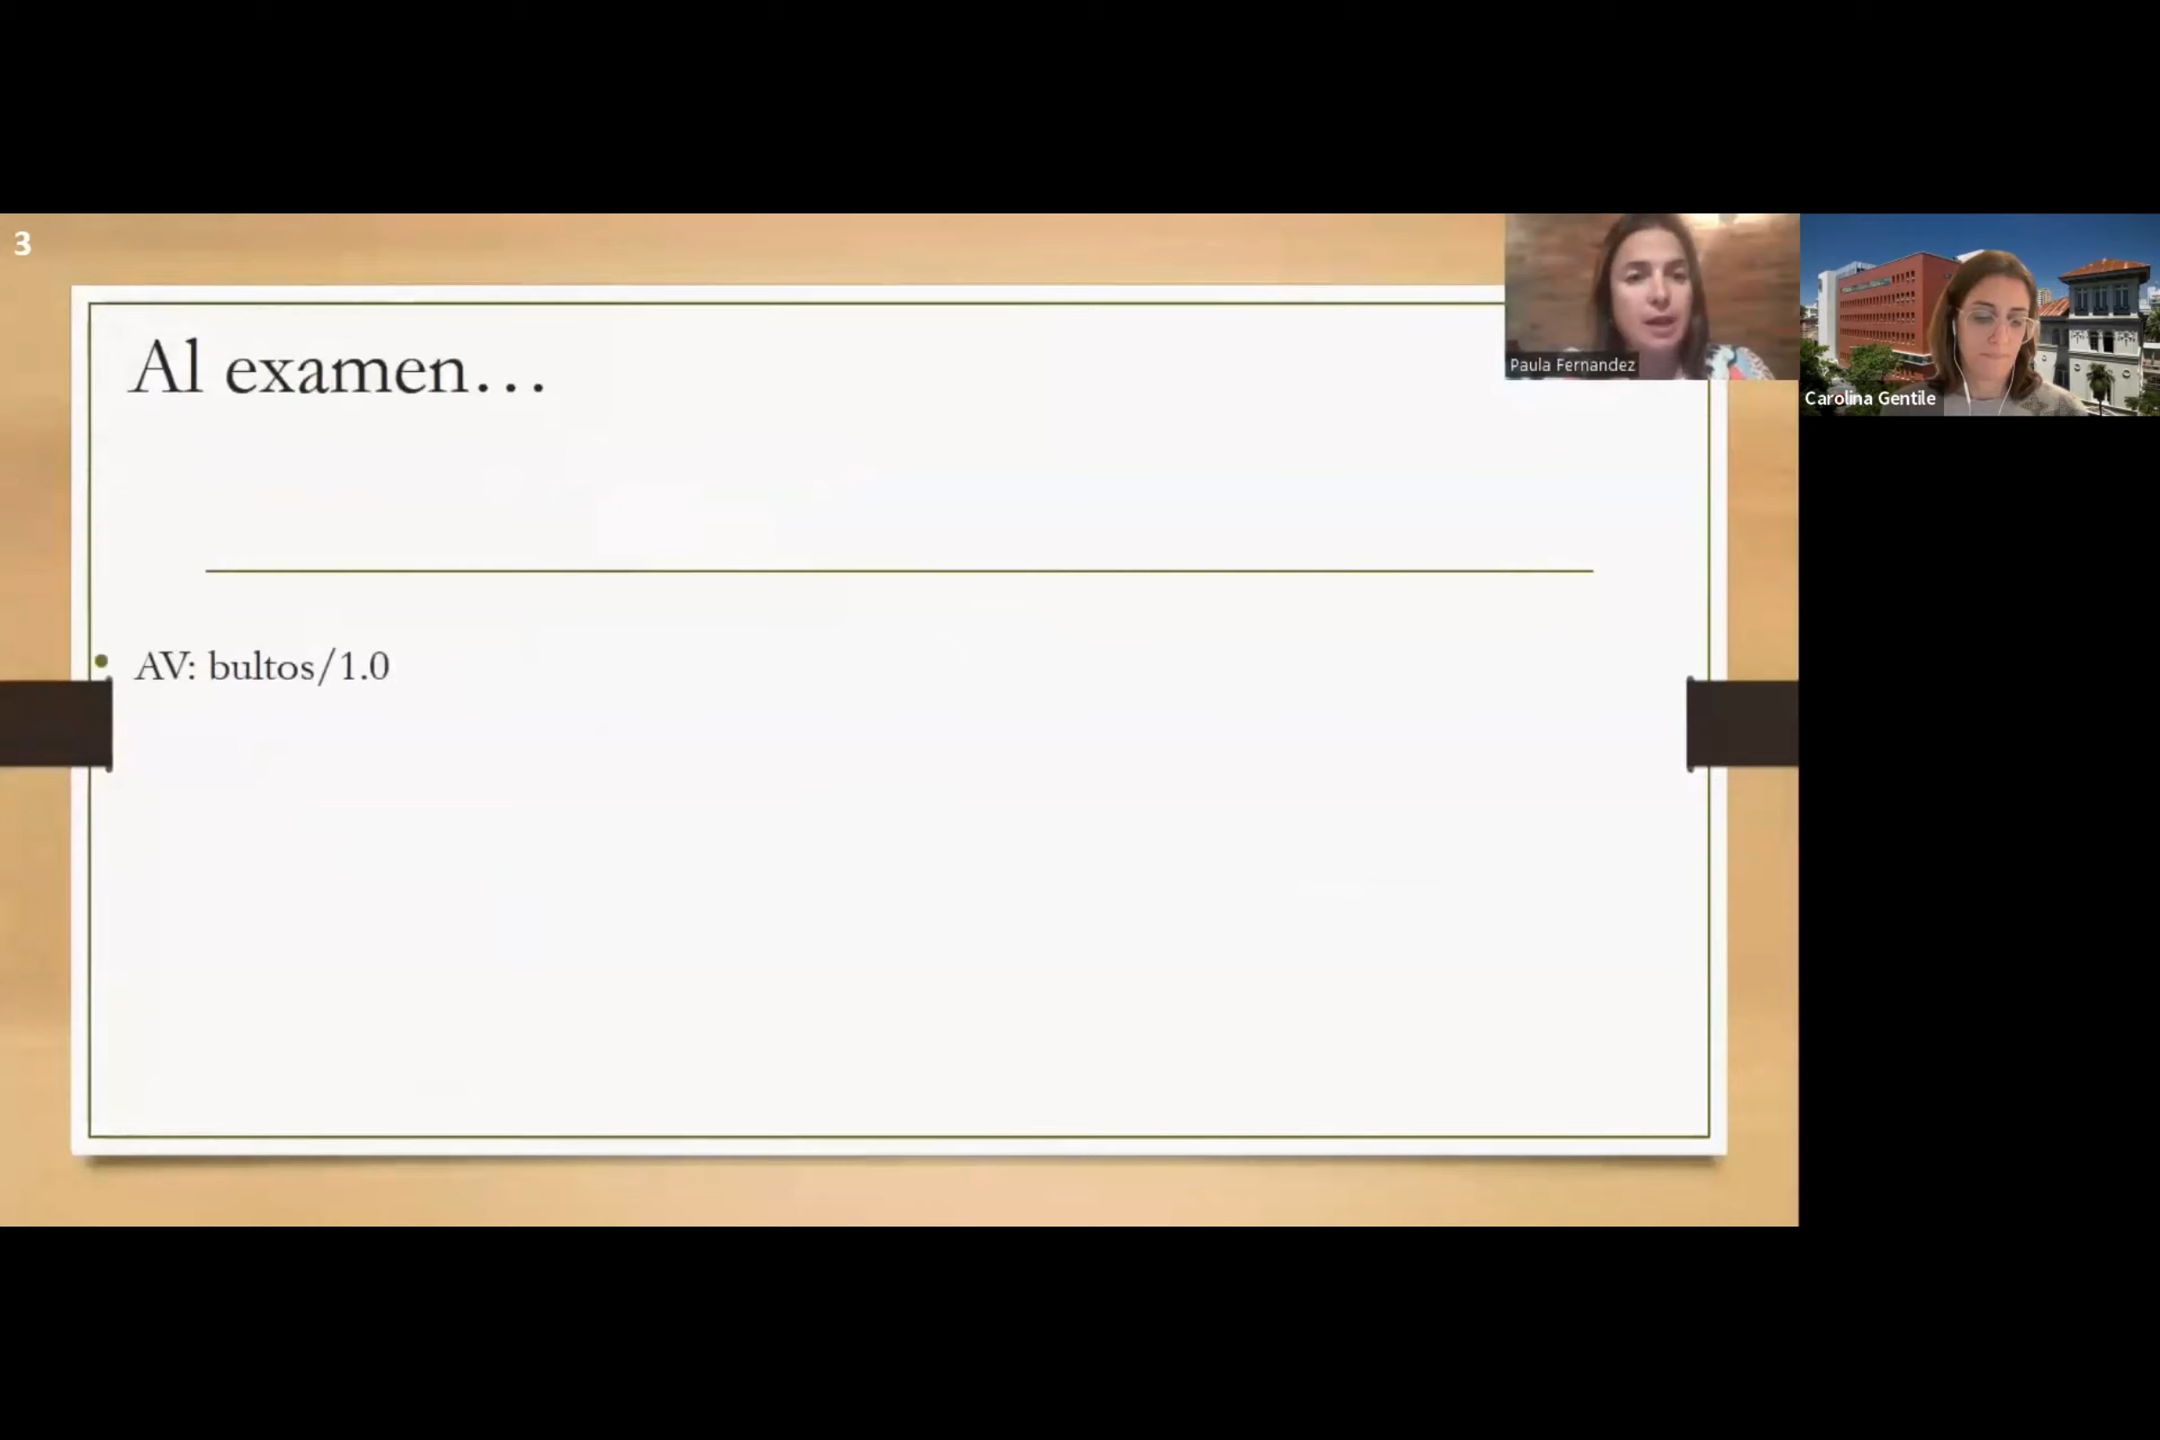 3
Al examen...
Paula Fernandez
Carolina Gentile
AV: bultos/1.0